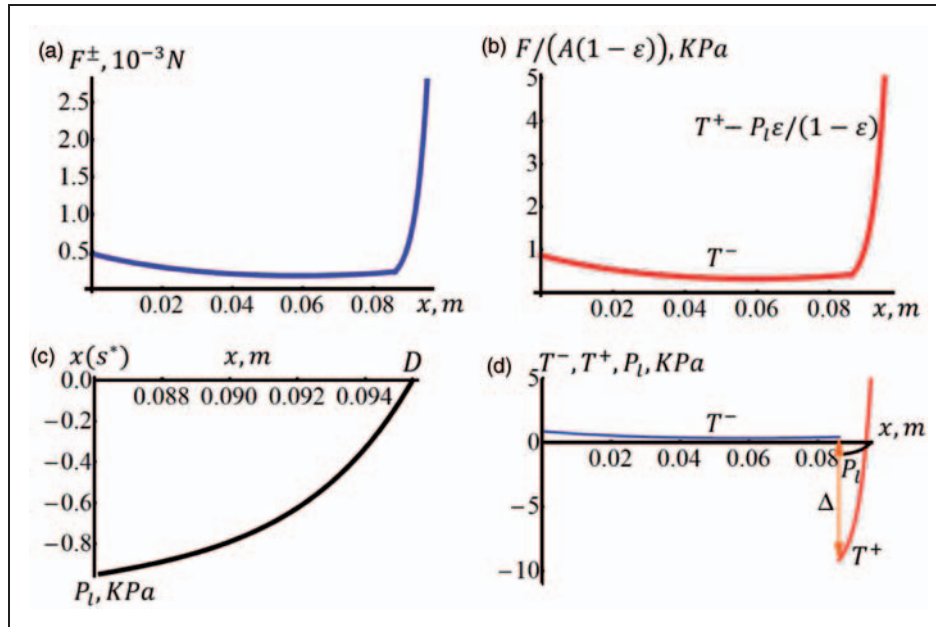 (a) F±, 10⁻³N
2.5
2.0
1.5
1.0
0.5
0.02 0.04 0.06 0.08 x, m
(b) F/(A(1 − ε)), KPa
5
4
3
2
1
T⁺− Pₗε/(1 − ε)
T⁻
0.02 0.04 0.06 0.08 x, m
(c) x(s*) x, m D
0.0
0.088 0.090 0.092 0.094
−0.2
−0.4
−0.6
−0.8
Pₗ, KPa
(d) T⁻, T⁺, Pₗ, KPa
5
T⁻ x, m
0
0.02 0.04 0.06 0.08
Pₗ
−5
Δ
−10
T⁺